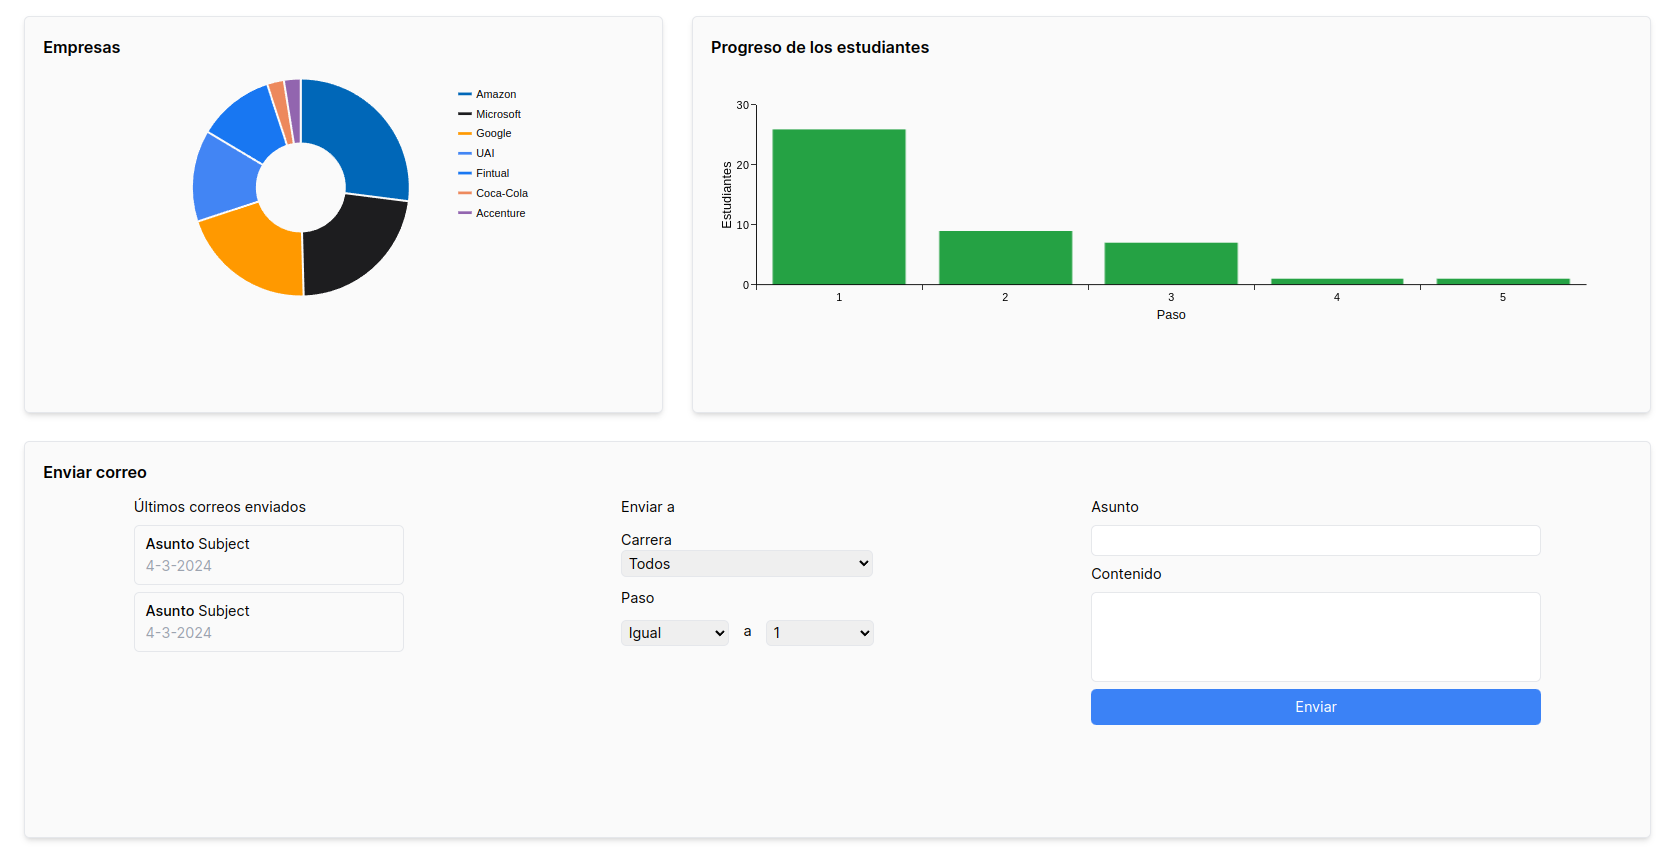 Empresas
Amazon
Microsoft
Google
UAI
Fintual
Coca-Cola
Accenture
Progreso de los estudiantes
30
20
10
0
Estudiantes
1 2 3 4 5
Paso
Enviar correo
Últimos correos enviados
Asunto Subject
4-3-2024
Asunto Subject
4-3-2024
Enviar a
Carrera
Todos
Paso
Igual a 1
Asunto
Contenido
Enviar